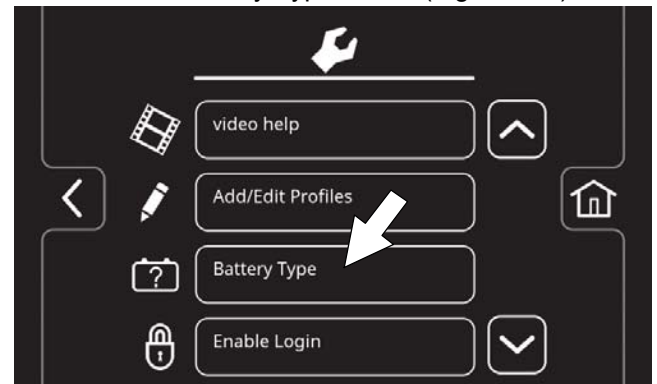 video help
Add/Edit Profiles
? Battery Type
Enable Login